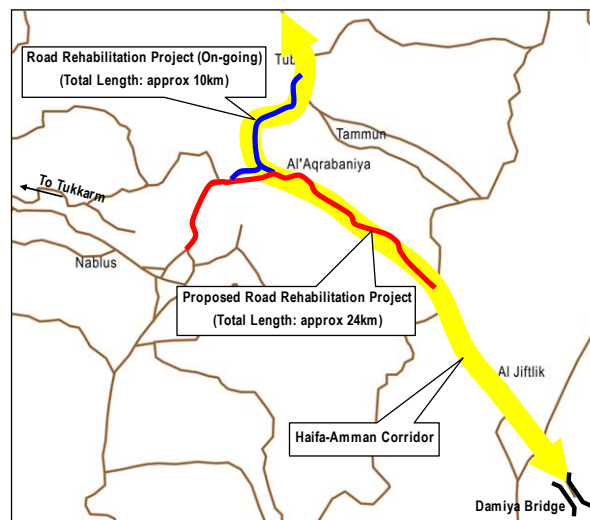 Road Rehabilitation Project (On-going)
(Total Length: approx 10km)
Tub
Tammun
Al'Aqrabaniya
To Tukkarm
Nablus
Proposed Road Rehabilitation Project
(Total Length: approx 24km)
Al Jiftlik
Haifa-Amman Corridor
Damiya Bridge